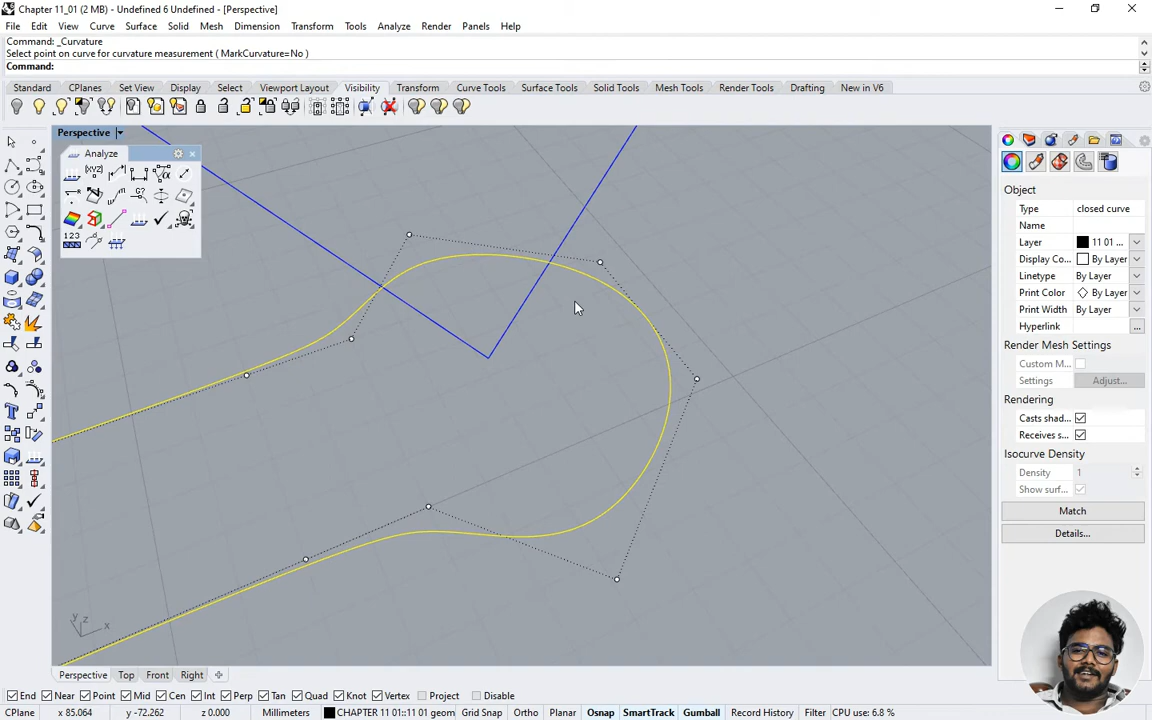 Chapter 11_01 (2 MB) - Undefined 6 Undefined - [Perspective]
File Edit View Curve Surface Solid Mesh Dimension Transform Tools Analyze Render Panels Help
Command: _Curvature
Select point on curve for curvature measurement ( MarkCurvature=No )
Command:
Standard CPlanes Set View Display Select Viewport Layout Visibility Transform Curve Tools Surface Tools Solid Tools Mesh Tools Render Tools Drafting New in V6
Perspective
Analyze
Object
Type closed curve
Name
Layer 11 01 ...
Display Co... By Layer
Linetype By Layer
Print Color By Layer
Print Width By Layer
Hyperlink ...
Render Mesh Settings
Custom M...
Settings Adjust...
Rendering
Casts shad...
Receives s...
Isocurve Density
Density 1
Show surf...
Match
Details...
y z x
Perspective Top Front Right
End Near Point Mid Cen Int Perp Tan Quad Knot Vertex Project Disable
CPlane x 85.064 y -72.262 z 0.000 Millimeters CHAPTER 11 01::11 01 geom Grid Snap Ortho Planar Osnap SmartTrack Gumball Record History Filter CPU use: 6.8 %